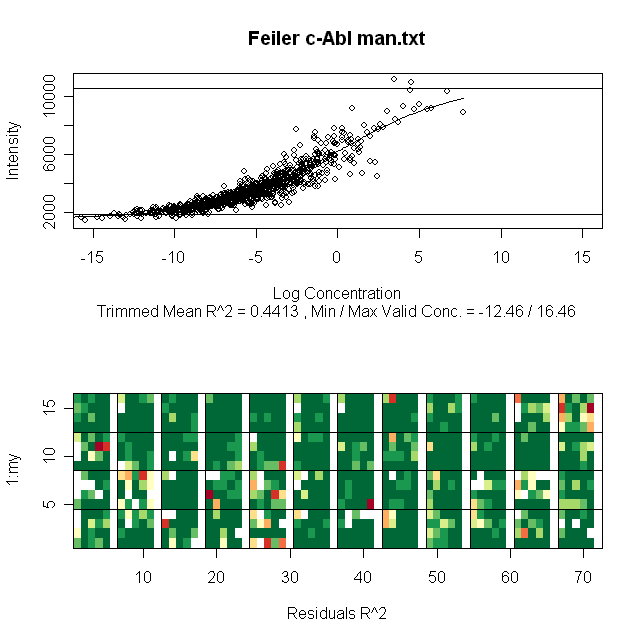 Feiler c-Abl man.txt
10000
6000
2000
Intensity
-15 -10 -5 0 5 10 15
Log Concentration
Trimmed Mean R^2 = 0.4413 , Min / Max Valid Conc. = -12.46 / 16.46
15
10
5
1:my
10 20 30 40 50 60 70
Residuals R^2